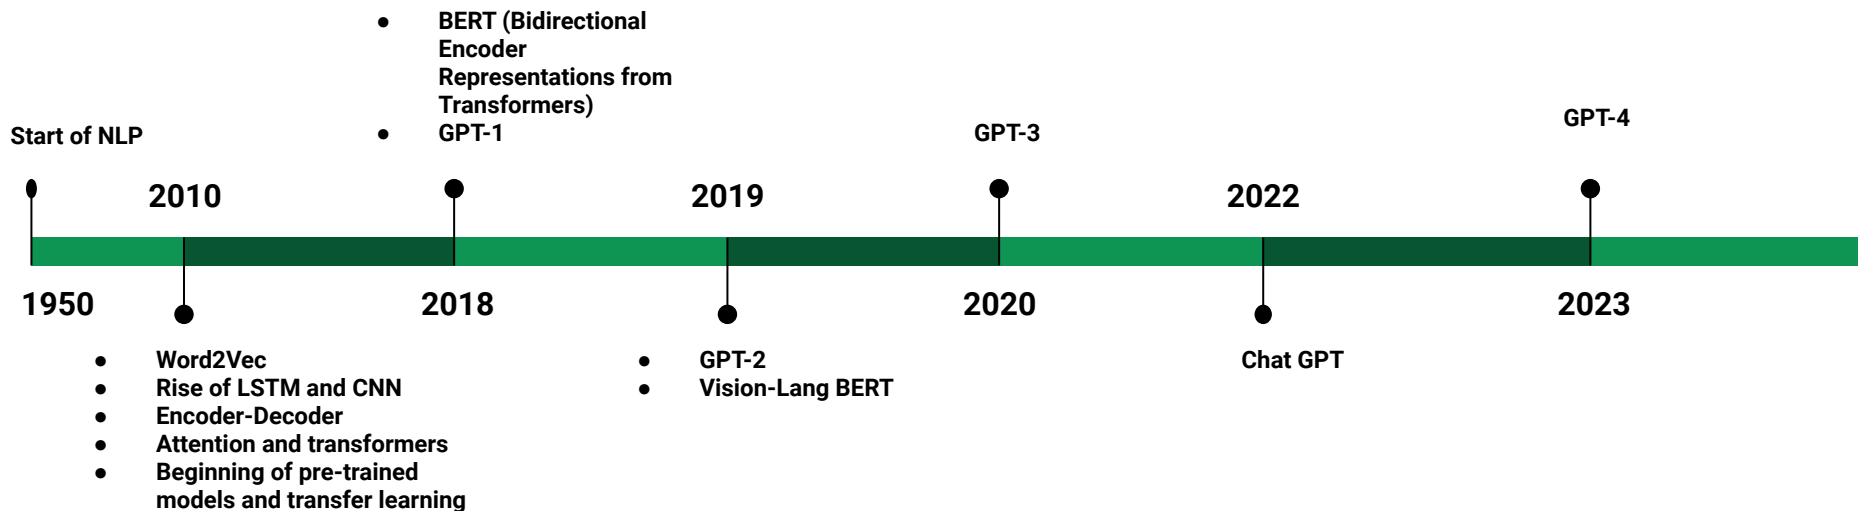 ● BERT (Bidirectional
Encoder
Representations from
Transformers)
● GPT-1
Start of NLP
GPT-3
GPT-4
2010
2019
2022
1950
2018
2020
2023
● Word2Vec
● Rise of LSTM and CNN
● Encoder-Decoder
● Attention and transformers
● Beginning of pre-trained
models and transfer learning
● GPT-2
● Vision-Lang BERT
Chat GPT